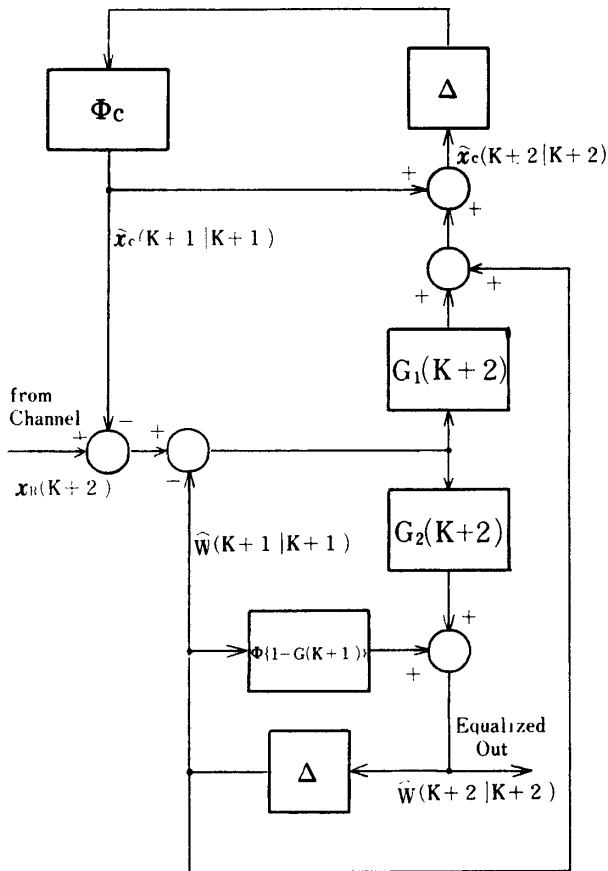 Φc
Δ
x̂c(K+2|K+2)
+
+
x̂c(K+1|K+1)
+
+
G₁(K+2)
from
Channel
−
+
+
xR(K+2)
−
G₂(K+2)
Ŵ(K+1|K+1)
+
Φ{1−G(K+1)}
+
Equalized
Out
Δ
Ŵ(K+2|K+2)